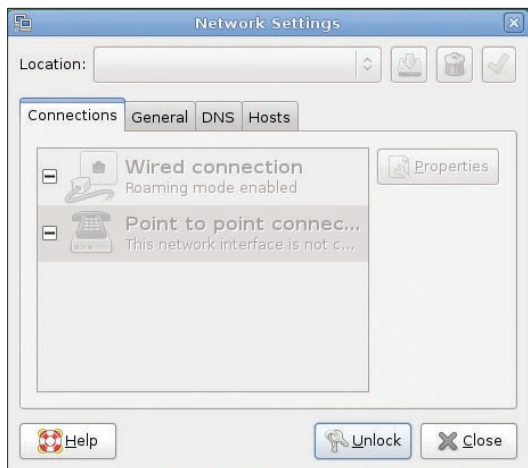 Network Settings
Location:
Connections General DNS Hosts
Wired connection
Roaming mode enabled
Properties
Point to point connec...
This network interface is not c...
Help Unlock Close